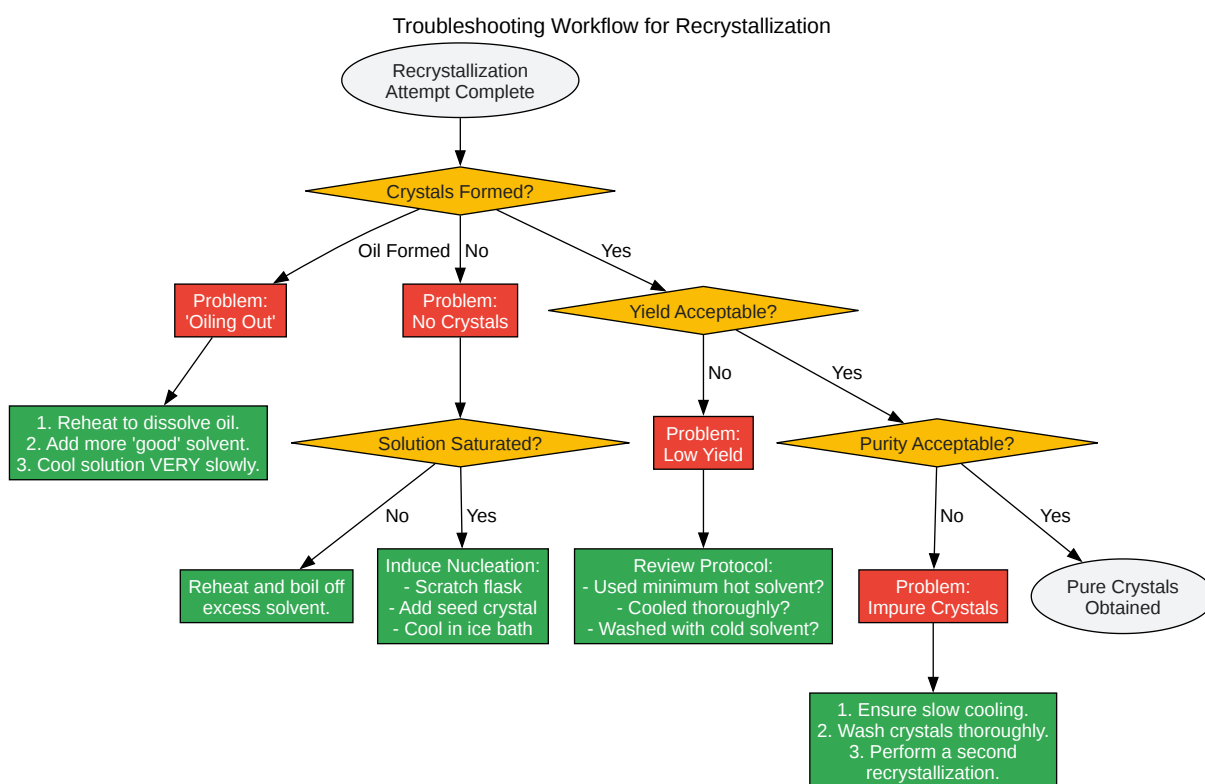 Troubleshooting Workflow for Recrystallization
Recrystallization
Attempt Complete
Crystals Formed?
Oil Formed
No
Yes
Problem:
'Oiling Out'
Problem:
No Crystals
Yield Acceptable?
No
Yes
1. Reheat to dissolve oil.
2. Add more 'good' solvent.
3. Cool solution VERY slowly.
Solution Saturated?
Problem:
Low Yield
Purity Acceptable?
No
Yes
No
Yes
Reheat and boil off
excess solvent.
Induce Nucleation:
- Scratch flask
- Add seed crystal
- Cool in ice bath
Review Protocol:
- Used minimum hot solvent?
- Cooled thoroughly?
- Washed with cold solvent?
Problem:
Impure Crystals
Pure Crystals
Obtained
1. Ensure slow cooling.
2. Wash crystals thoroughly.
3. Perform a second
recrystallization.